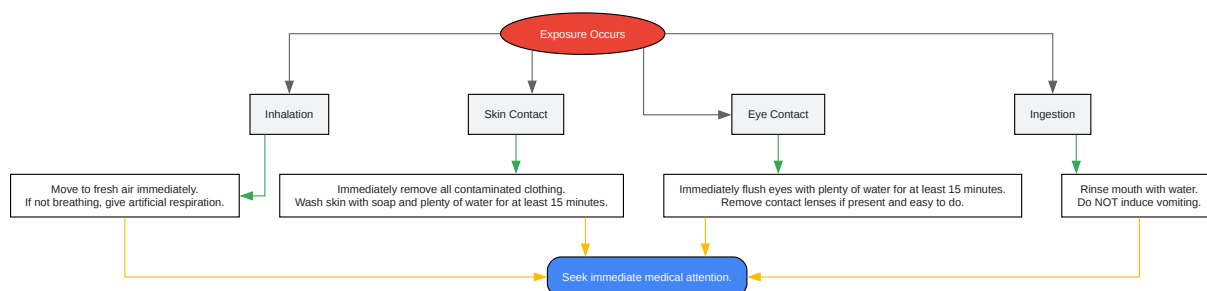 Exposure Occurs
Inhalation
Skin Contact
Eye Contact
Ingestion
Move to fresh air immediately.
If not breathing, give artificial respiration.
Immediately remove all contaminated clothing.
Wash skin with soap and plenty of water for at least 15 minutes.
Immediately flush eyes with plenty of water for at least 15 minutes.
Remove contact lenses if present and easy to do.
Rinse mouth with water.
Do NOT induce vomiting.
Seek immediate medical attention.